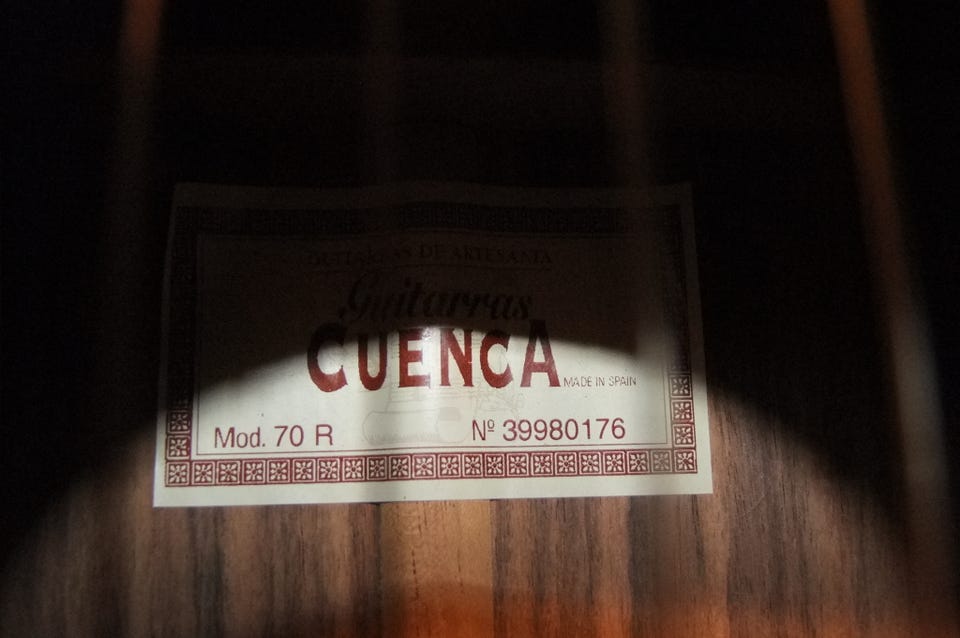 GUITARRAS DE ARTESANIA
Guitarras
CUENCA MADE IN SPAIN
Mod. 70 R Nº 39980176